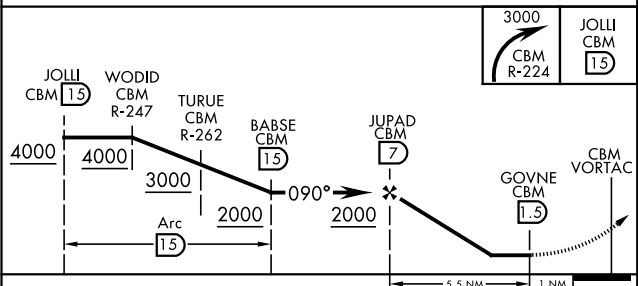 3000
CBM
R-224
JOLLI
CBM
15
JOLLI
CBM 15
WODID
CBM
R-247
TURUE
CBM
R-262
BABSE
CBM
15
JUPAD
CBM
7
GOVNE
CBM
1.5
CBM
VORTAC
4000
4000
3000
2000
090°
2000
Arc
15
5.5 NM
1 NM